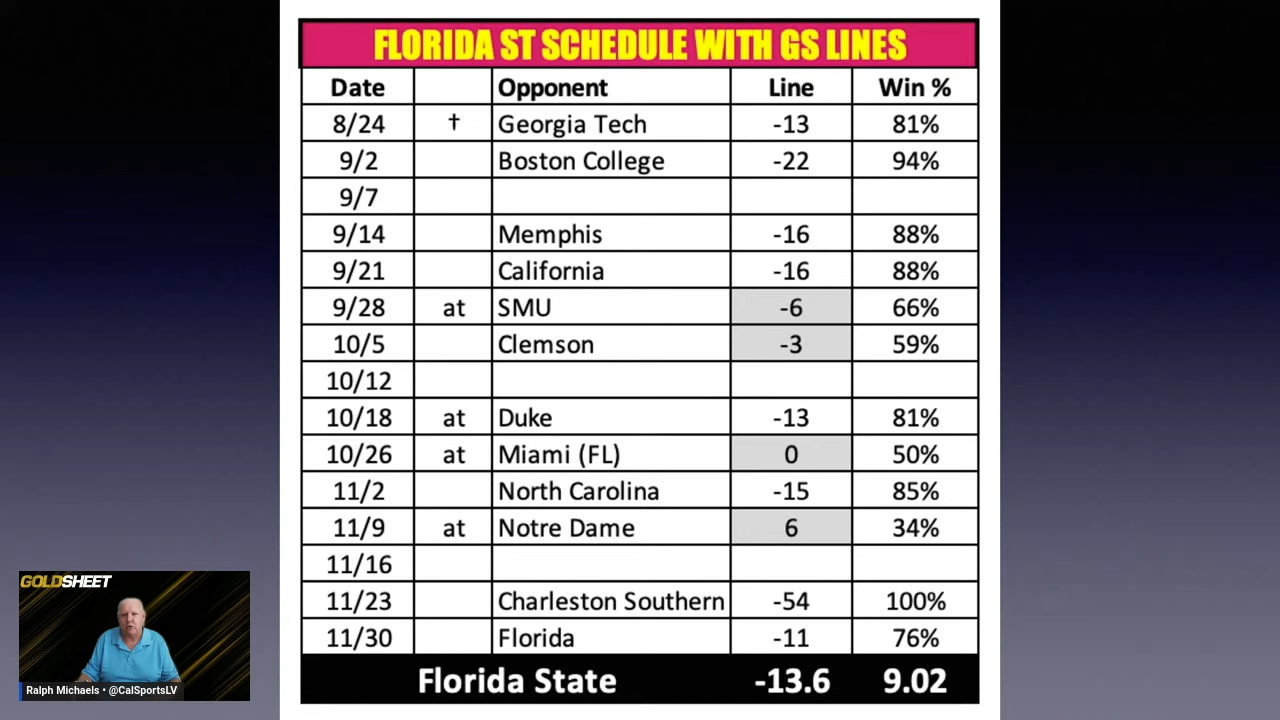 FLORIDA ST SCHEDULE WITH GS LINES
Date Opponent Line Win %
8/24 † Georgia Tech -13 81%
9/2 Boston College -22 94%
9/7
9/14 Memphis -16 88%
9/21 California -16 88%
9/28 at SMU -6 66%
10/5 Clemson -3 59%
10/12
10/18 at Duke -13 81%
10/26 at Miami (FL) 0 50%
11/2 North Carolina -15 85%
11/9 at Notre Dame 6 34%
11/16
11/23 Charleston Southern -54 100%
11/30 Florida -11 76%
Florida State -13.6 9.02
GOLDSHEET
Ralph Michaels • @CalSportsLV